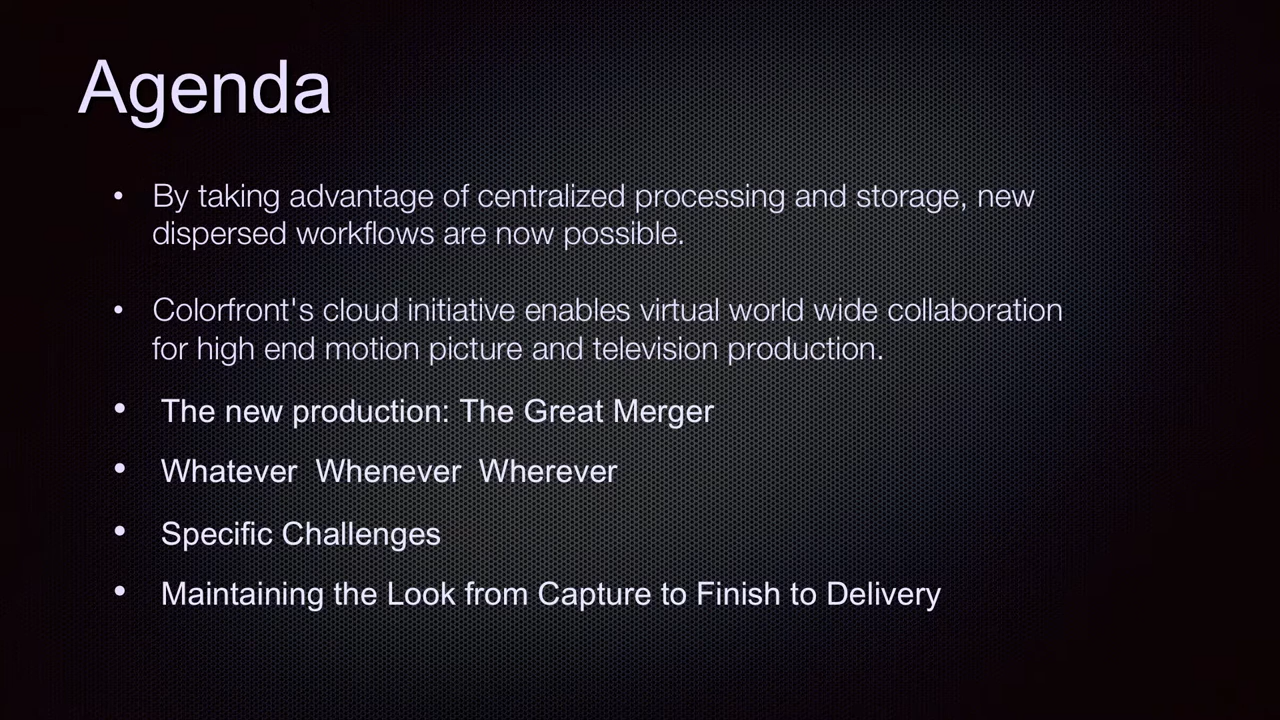 Agenda
• By taking advantage of centralized processing and storage, new
dispersed workflows are now possible.
• Colorfront's cloud initiative enables virtual world wide collaboration
for high end motion picture and television production.
• The new production: The Great Merger
• Whatever  Whenever  Wherever
• Specific Challenges
• Maintaining the Look from Capture to Finish to Delivery